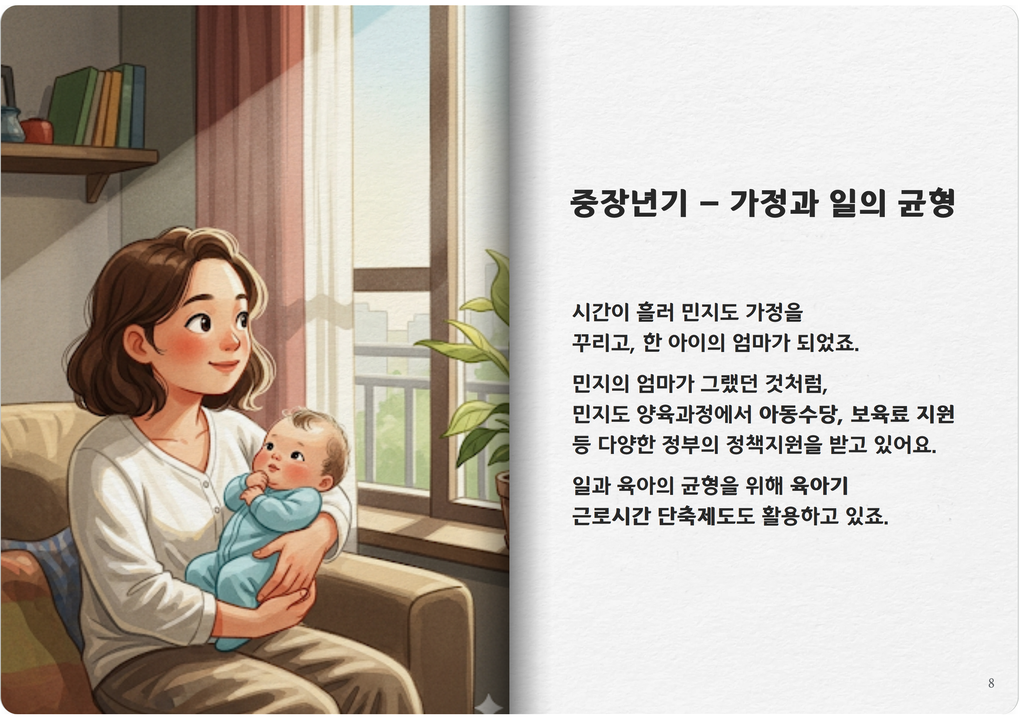 중장년기 – 가정과 일의 균형
시간이 흘러 민지도 가정을
꾸리고, 한 아이의 엄마가 되었죠.
민지의 엄마가 그랬던 것처럼,
민지도 양육과정에서 아동수당, 보육료 지원
등 다양한 정부의 정책지원을 받고 있어요.
일과 육아의 균형을 위해 육아기
근로시간 단축제도도 활용하고 있죠.
8